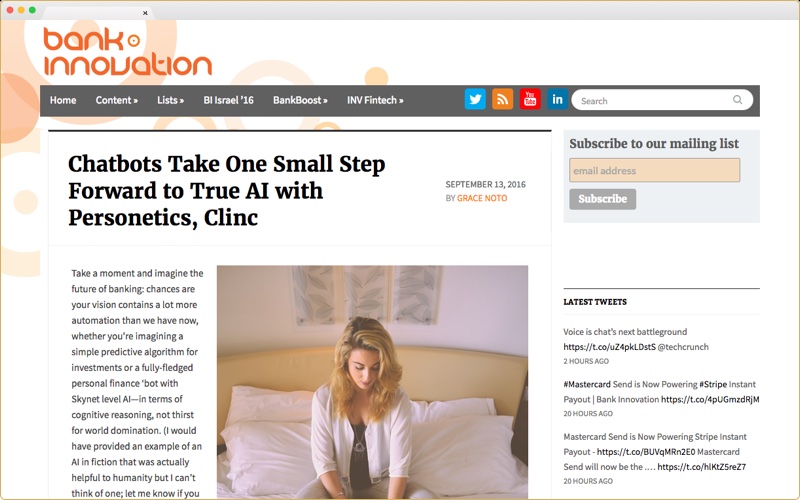 bank innovation
Home Content » Lists » BI Israel '16 BankBoost » INV Fintech »
You Tube
in
Search
Chatbots Take One Small Step
Forward to True AI with
Personetics, Clinc
SEPTEMBER 13, 2016
BY GRACE NOTO
Take a moment and imagine the
future of banking: chances are
your vision contains a lot more
automation than we have now,
whether you're imagining a
simple predictive algorithm for
investments or a fully-fledged
personal finance 'bot with
Skynet level AI—in terms of
cognitive reasoning, not thirst
for world domination. (I would
have provided an example of an
AI in fiction that was actually
helpful to humanity but I can't
think of one; let me know if you
Subscribe to our mailing list
email address
Subscribe
LATEST TWEETS
Voice is chat's next battleground
https://t.co/uZ4pkLDstS @techcrunch
2 HOURS AGO
#Mastercard Send is Now Powering #Stripe Instant
Payout | Bank Innovation https://t.co/4pUGmzdRjM
20 HOURS AGO
Mastercard Send is Now Powering Stripe Instant
Payout - https://t.co/BUVqMRn2E0 Mastercard
Send will now be the .… https://t.co/hlKtZ5reZ7
20 HOURS AGO